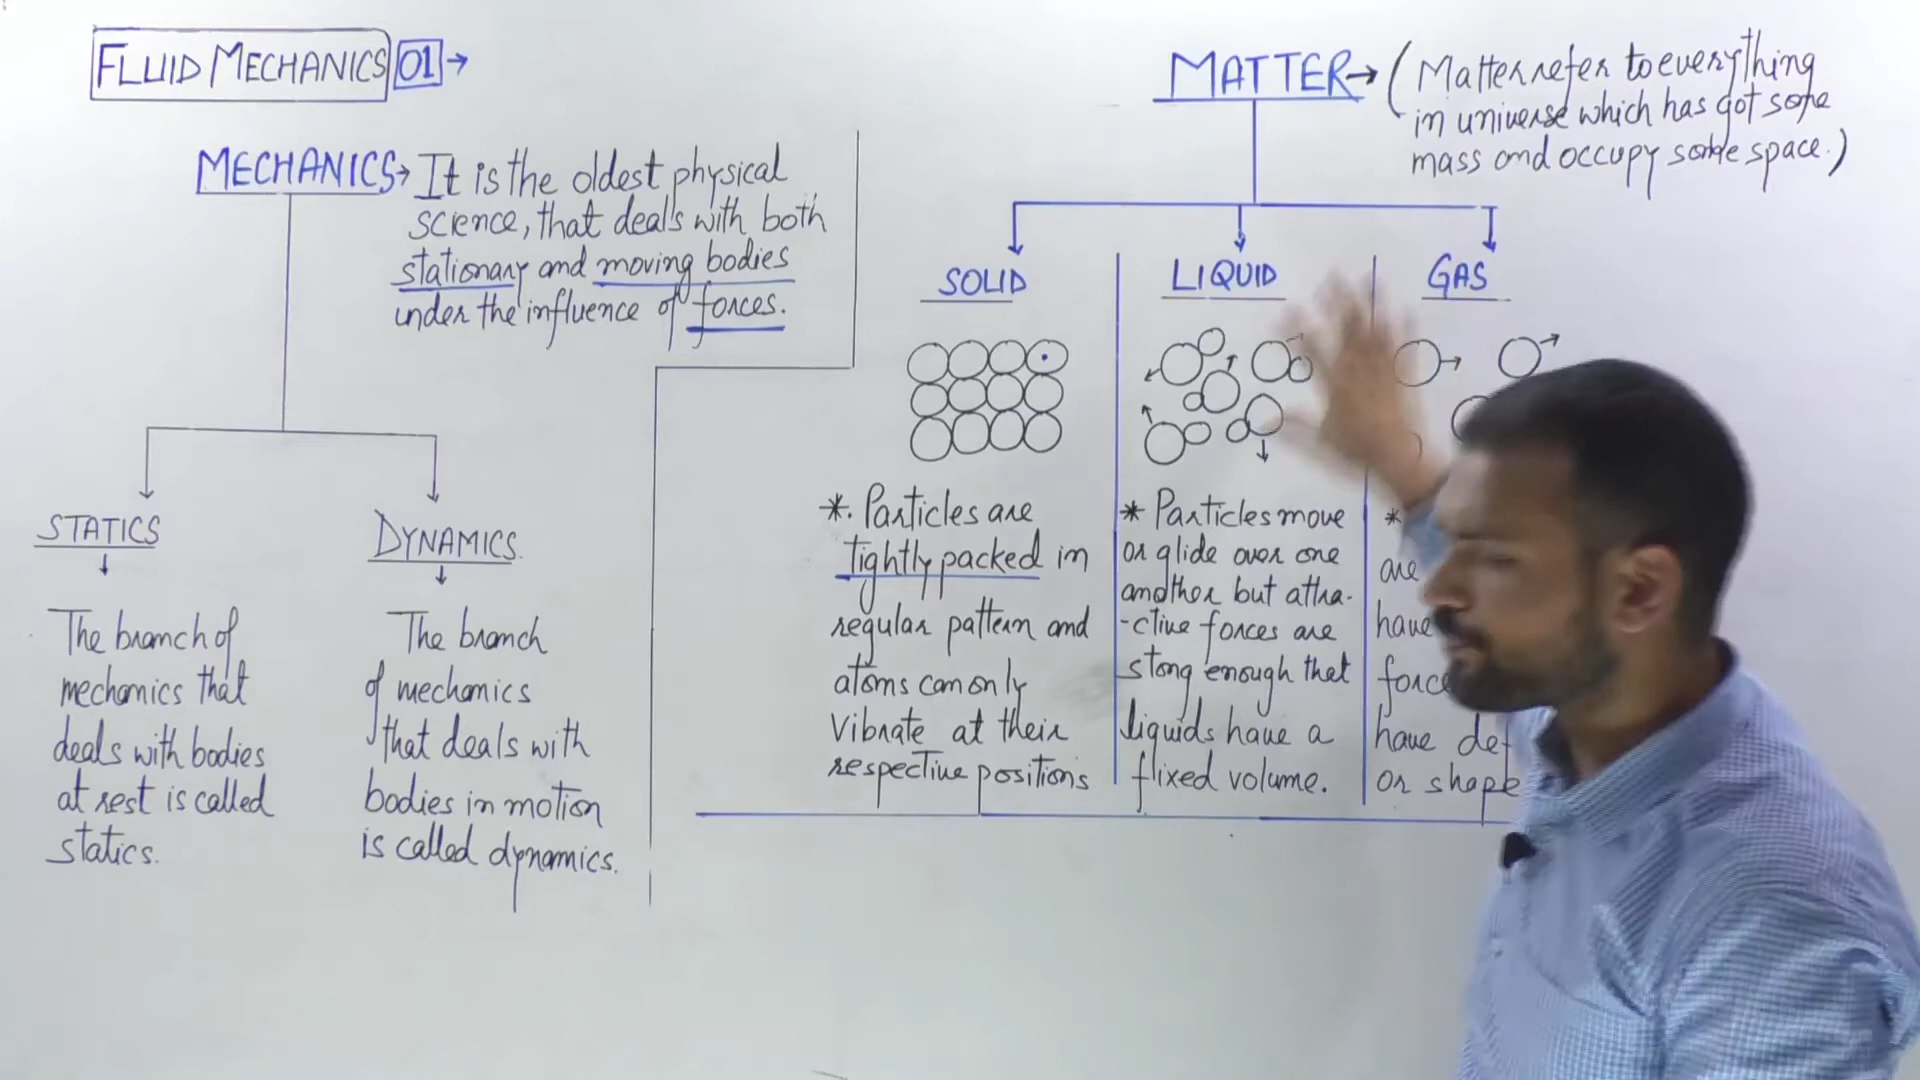 FLUID MECHANICS 01 →
MECHANICS → It is the oldest physical
science, that deals with both
stationary and moving bodies
under the influence of forces.
STATICS
The branch of
mechanics that
deals with bodies
at rest is called
statics.
DYNAMICS.
The branch
of mechanics
that deals with
bodies in motion
is called dynamics.
MATTER → (Matter refer to everything
in universe which has got some
mass and occupy some space.)
SOLID
*. Particles are
tightly packed in
regular pattern and
atoms can only
vibrate at their
respective positions
LIQUID
* Particles move
or glide over one
another but attra-
-ctive forces are
stong enough that
liquids have a
flixed volume.
GAS
*
are
have
force
have def
or shape